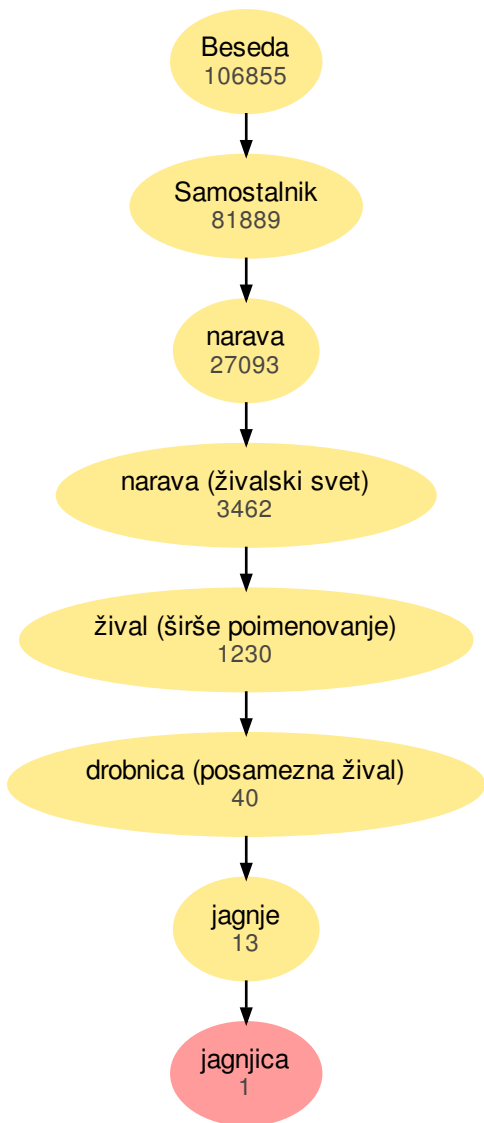 Beseda
106855
Samostalnik
81889
narava
27093
narava (živalski svet)
3462
žival (širše poimenovanje)
1230
drobnica (posamezna žival)
40
jagnje
13
jagnjica
1